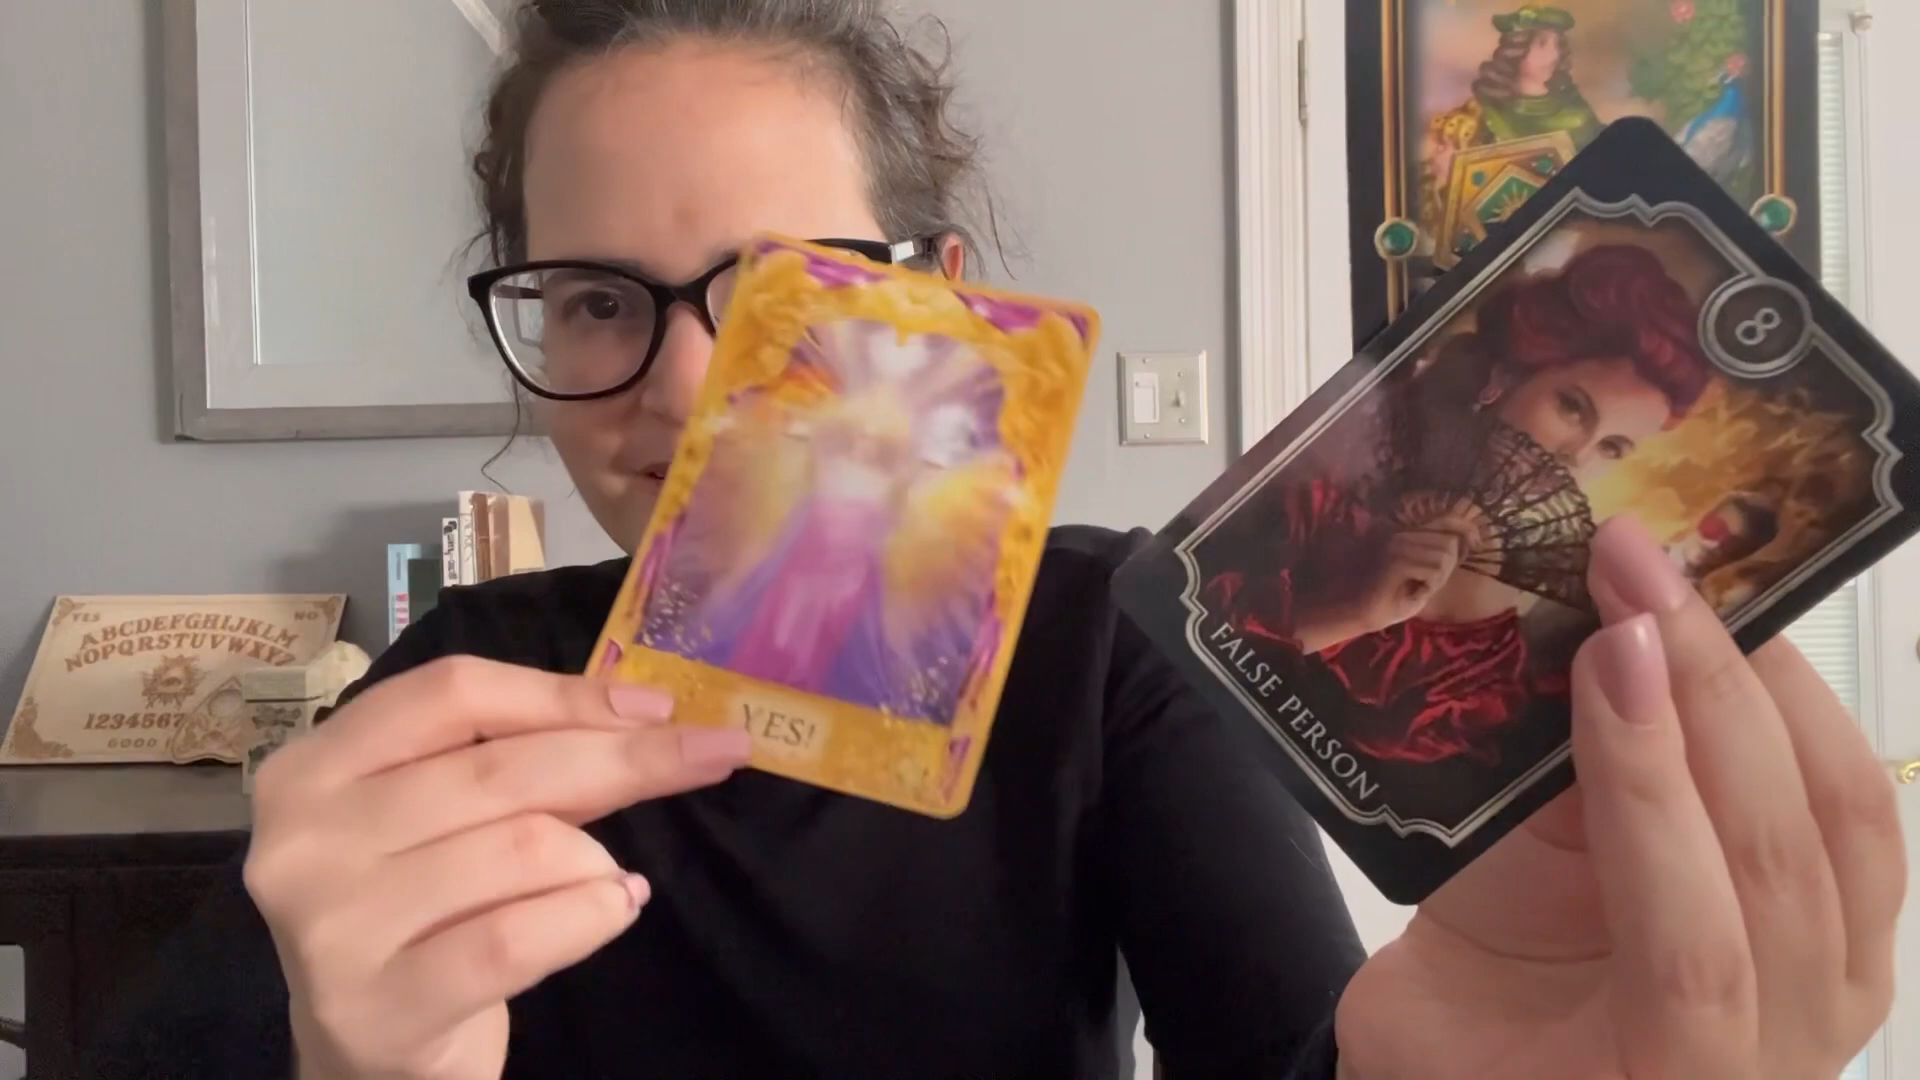 YES NO
ABCDEFGHIJKLM
NOPQRSTUVWXYZ
1234567
GOOD
YES!
8
FALSE PERSON